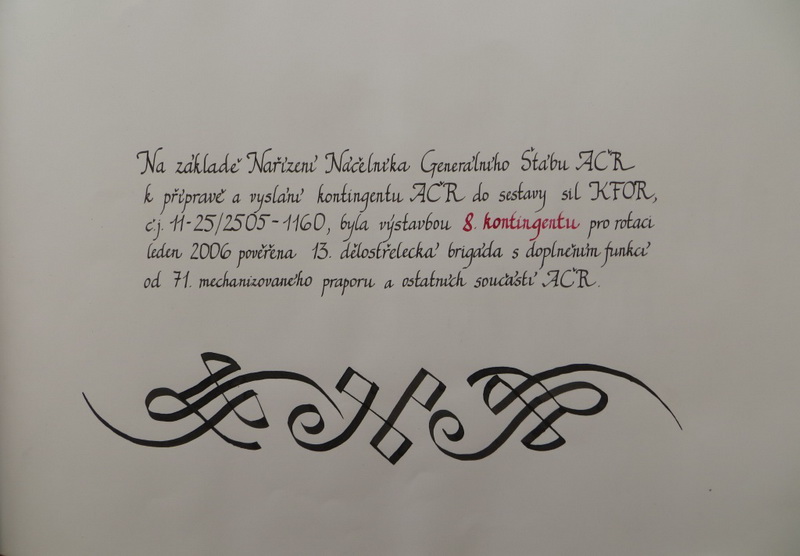 Na základě Nařízení Náčelníka Generálního Štábu AČR
k přípravě a vyslání kontingentu AČR do sestavy sil KFOR,
č.j. 11-25/2505-1160, byla výstavbou 8. kontingentu pro rotaci
leden 2006 pověřena 13. dělostřelecká brigáda s doplněním funkcí
od 71. mechanizovaného praporu a ostatních součástí AČR.